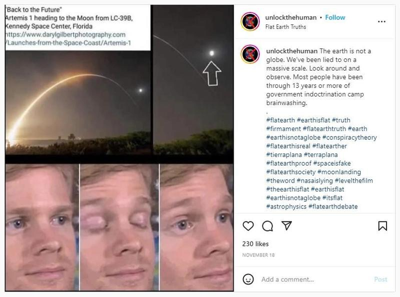 "Back to the Future"
Artemis 1 heading to the Moon from LC-39B,
Kennedy Space Center, Florida
https://www.darylgilbertphotography.com
/Launches-from-the-Space-Coast/Artemis-1
unlockthehuman • Follow
Flat Earth Truths
unlockthehuman The earth is not a
globe. We've been lied to on a
massive scale. Look around and
observe. Most people have been
through 13 years or more of
government indoctrination camp
brainwashing.
.
#flatearth #earthisflat #truth
#firmament #flatearthtruth #earth
#earthisnotaglobe #conspiracytheory
#flatearthisreal #flatearther
#tierraplana #terraplana
#flatearthproof #spaceisfake
#flatearthsociety #moonlanding
#theword #nasaislying #levelthefilm
#theearthisflat #earthisflat
#earthisnotaglobe #itsflat
#astrophysics #flatearthdebate
230 likes
NOVEMBER 18
Add a comment...
Post